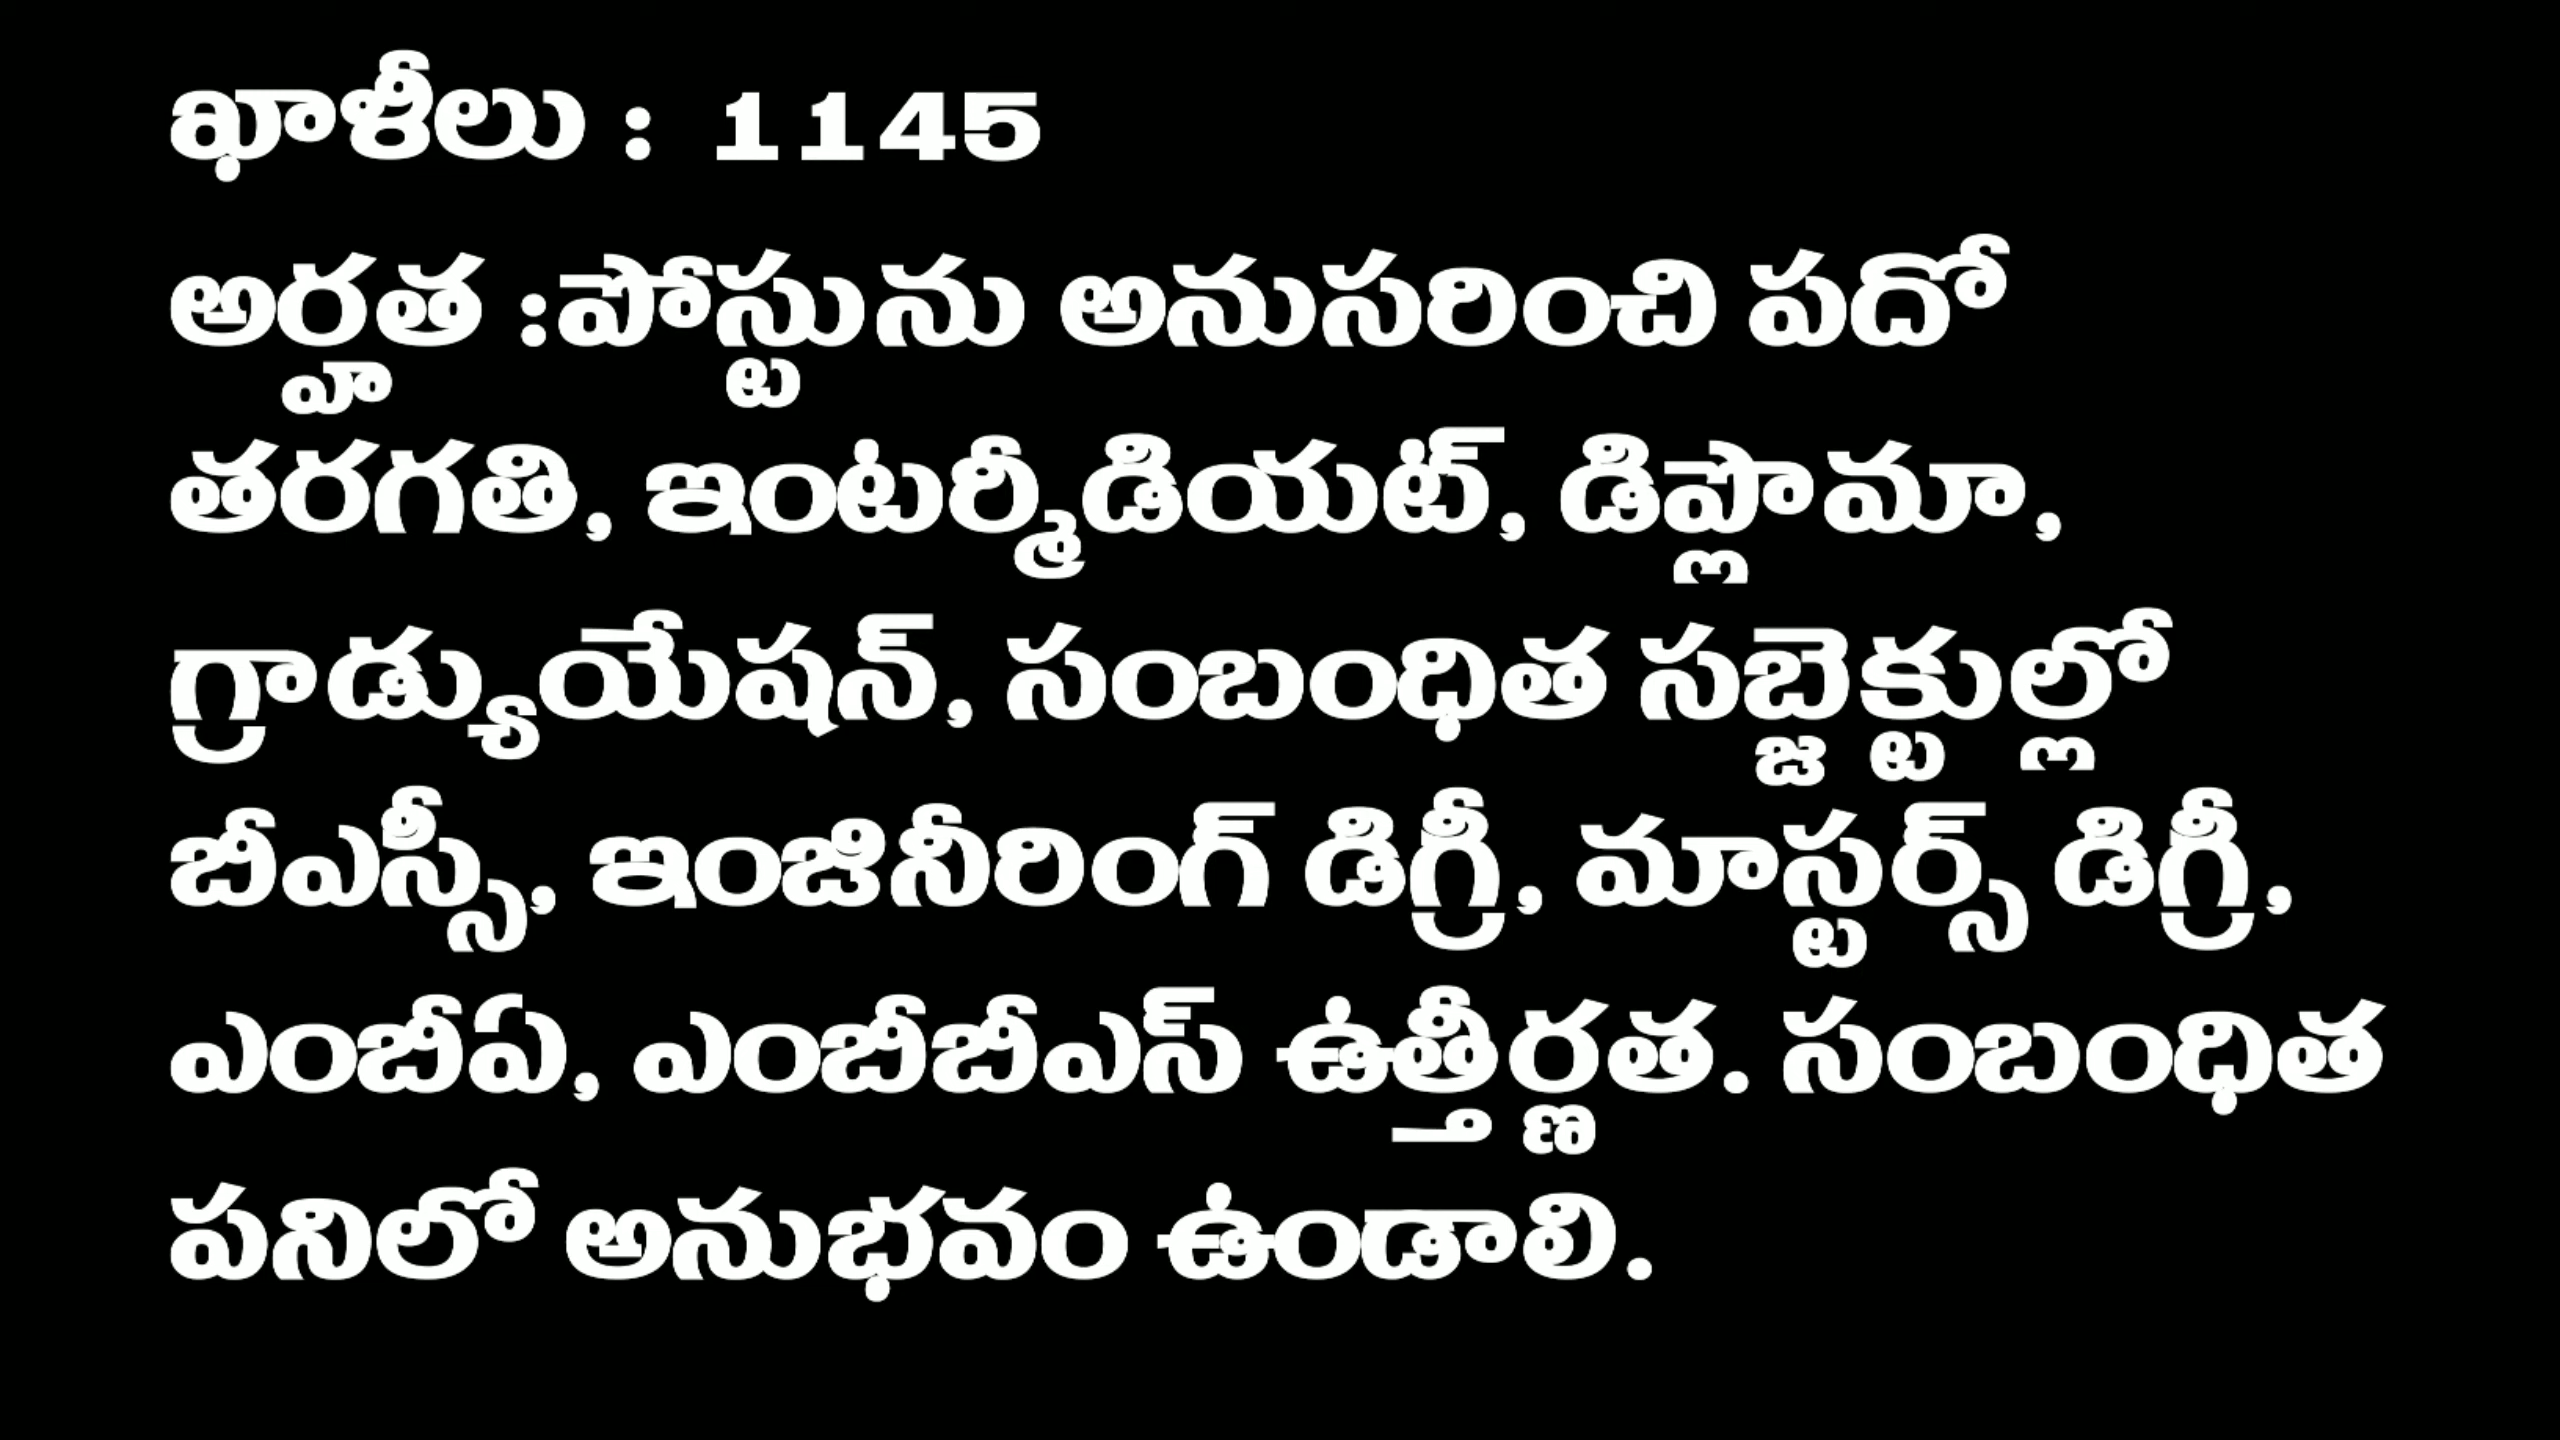 ఖాళీలు : 1145
అర్హత :పోస్టును అనుసరించి పదో
తరగతి, ఇంటర్మీడియట్, డిప్లొమా,
గ్రాడ్యుయేషన్, సంబంధిత సబ్జెక్టుల్లో
బీఎస్సీ, ఇంజినీరింగ్ డిగ్రీ, మాస్టర్స్ డిగ్రీ,
ఎంబీఏ, ఎంబీబీఎస్ ఉత్తీర్ణత. సంబంధిత
పనిలో అనుభవం ఉండాలి.